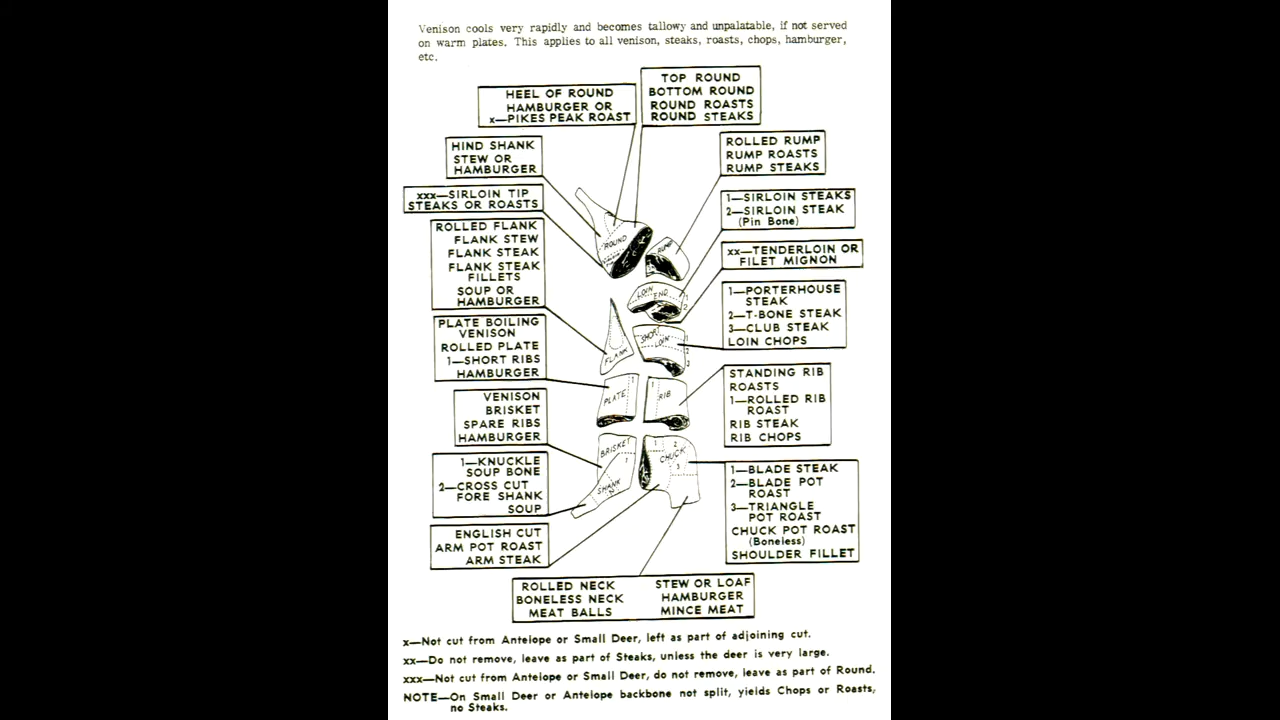 Venison cools very rapidly and becomes tallowy and unpalatable, if not served
on warm plates. This applies to all venison, steaks, roasts, chops, hamburger,
etc.
HEEL OF ROUND
HAMBURGER OR
x—PIKES PEAK ROAST
TOP ROUND
BOTTOM ROUND
ROUND ROASTS
ROUND STEAKS
HIND SHANK
STEW OR
HAMBURGER
ROLLED RUMP
RUMP ROASTS
RUMP STEAKS
xxx—SIRLOIN TIP
STEAKS OR ROASTS
1—SIRLOIN STEAKS
2—SIRLOIN STEAK
(Pin Bone)
ROLLED FLANK
FLANK STEW
FLANK STEAK
FLANK STEAK
FILLETS
SOUP OR
HAMBURGER
xx—TENDERLOIN OR
FILET MIGNON
1—PORTERHOUSE
STEAK
2—T-BONE STEAK
3—CLUB STEAK
LOIN CHOPS
PLATE BOILING
VENISON
ROLLED PLATE
1—SHORT RIBS
HAMBURGER
STANDING RIB
ROASTS
1—ROLLED RIB
ROAST
RIB STEAK
RIB CHOPS
VENISON
BRISKET
SPARE RIBS
HAMBURGER
1—KNUCKLE
SOUP BONE
2—CROSS CUT
FORE SHANK
SOUP
1—BLADE STEAK
2—BLADE POT
ROAST
3—TRIANGLE
POT ROAST
CHUCK POT ROAST
(Boneless)
SHOULDER FILLET
ENGLISH CUT
ARM POT ROAST
ARM STEAK
ROLLED NECK
BONELESS NECK
MEAT BALLS
STEW OR LOAF
HAMBURGER
MINCE MEAT
ROUND
RUMP
LOIN
END
1
2
SHORT
LOIN
1
2
3
FLANK
PLATE
1
1
RIB
BRISKET
1
SHANK
2
1
2
CHUCK
3
x—Not cut from Antelope or Small Deer, left as part of adjoining cut.
xx—Do not remove, leave as part of Steaks, unless the deer is very large.
xxx—Not cut from Antelope or Small Deer, do not remove, leave as part of Round.
NOTE—On Small Deer or Antelope backbone not split, yields Chops or Roasts,
no Steaks.